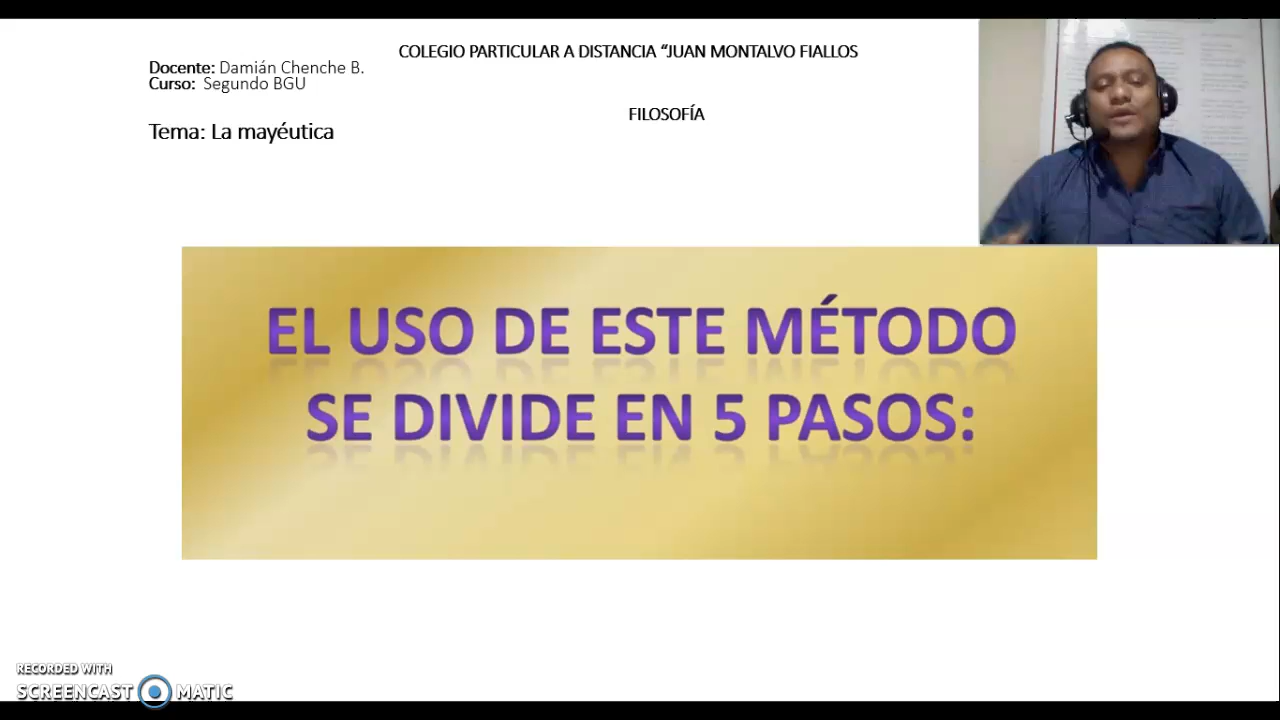 COLEGIO PARTICULAR A DISTANCIA “JUAN MONTALVO FIALLOS
Docente: Damián Chenche B.
Curso: Segundo BGU
FILOSOFÍA
Tema: La mayéutica
EL USO DE ESTE MÉTODO
SE DIVIDE EN 5 PASOS:
RECORDED WITH
SCREENCAST MATIC